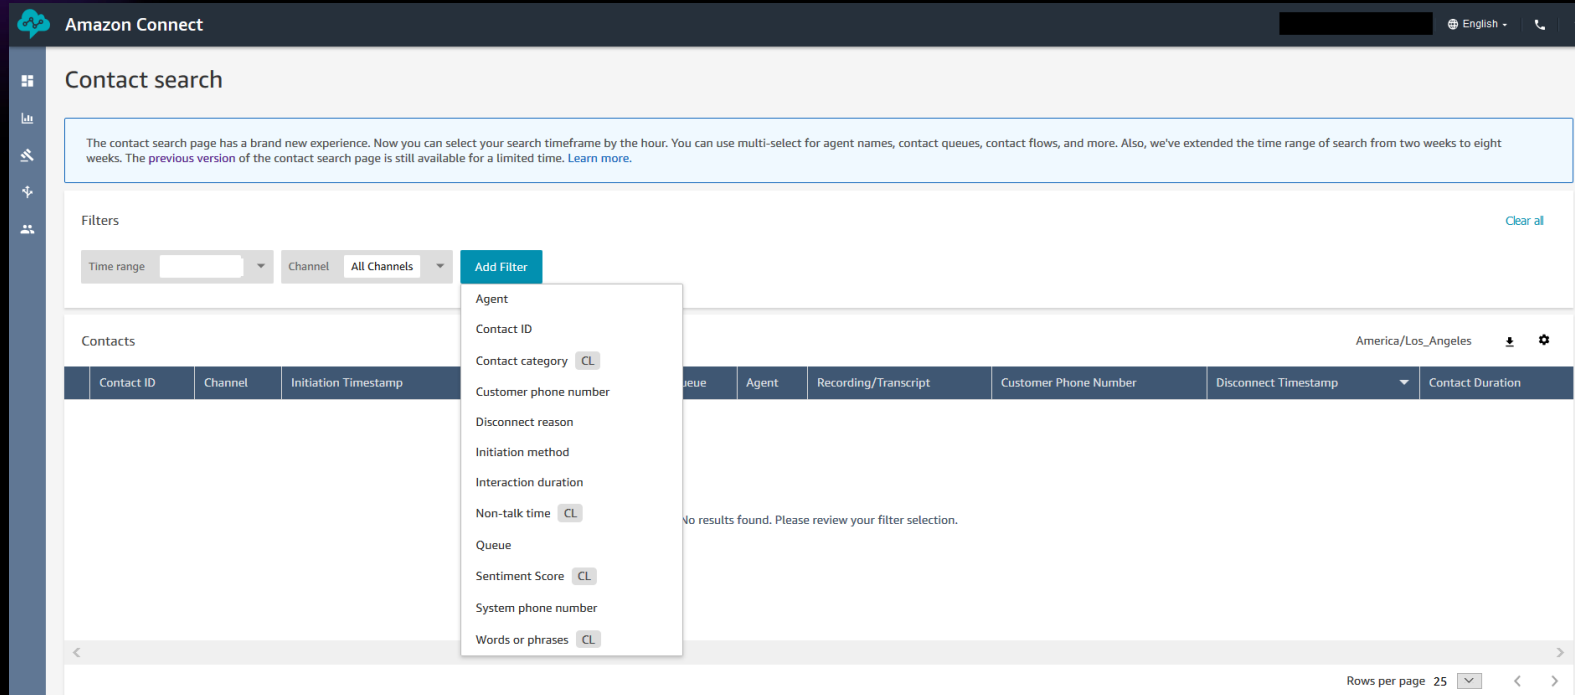 Amazon Connect
English
Contact search
The contact search page has a brand new experience. Now you can select your search timeframe by the hour. You can use multi-select for agent names, contact queues, contact flows, and more. Also, we've extended the time range of search from two weeks to eight
weeks. The previous version of the contact search page is still available for a limited time. Learn more.
Filters
Clear all
Time range
Channel All Channels
Add Filter
Agent
Contact ID
Contact category CL
Customer phone number
Disconnect reason
Initiation method
Interaction duration
Non-talk time CL
Queue
Sentiment Score CL
System phone number
Words or phrases CL
Contacts
America/Los_Angeles
Contact ID Channel Initiation Timestamp Agent Recording/Transcript Customer Phone Number Disconnect Timestamp Contact Duration
No results found. Please review your filter selection.
Rows per page 25